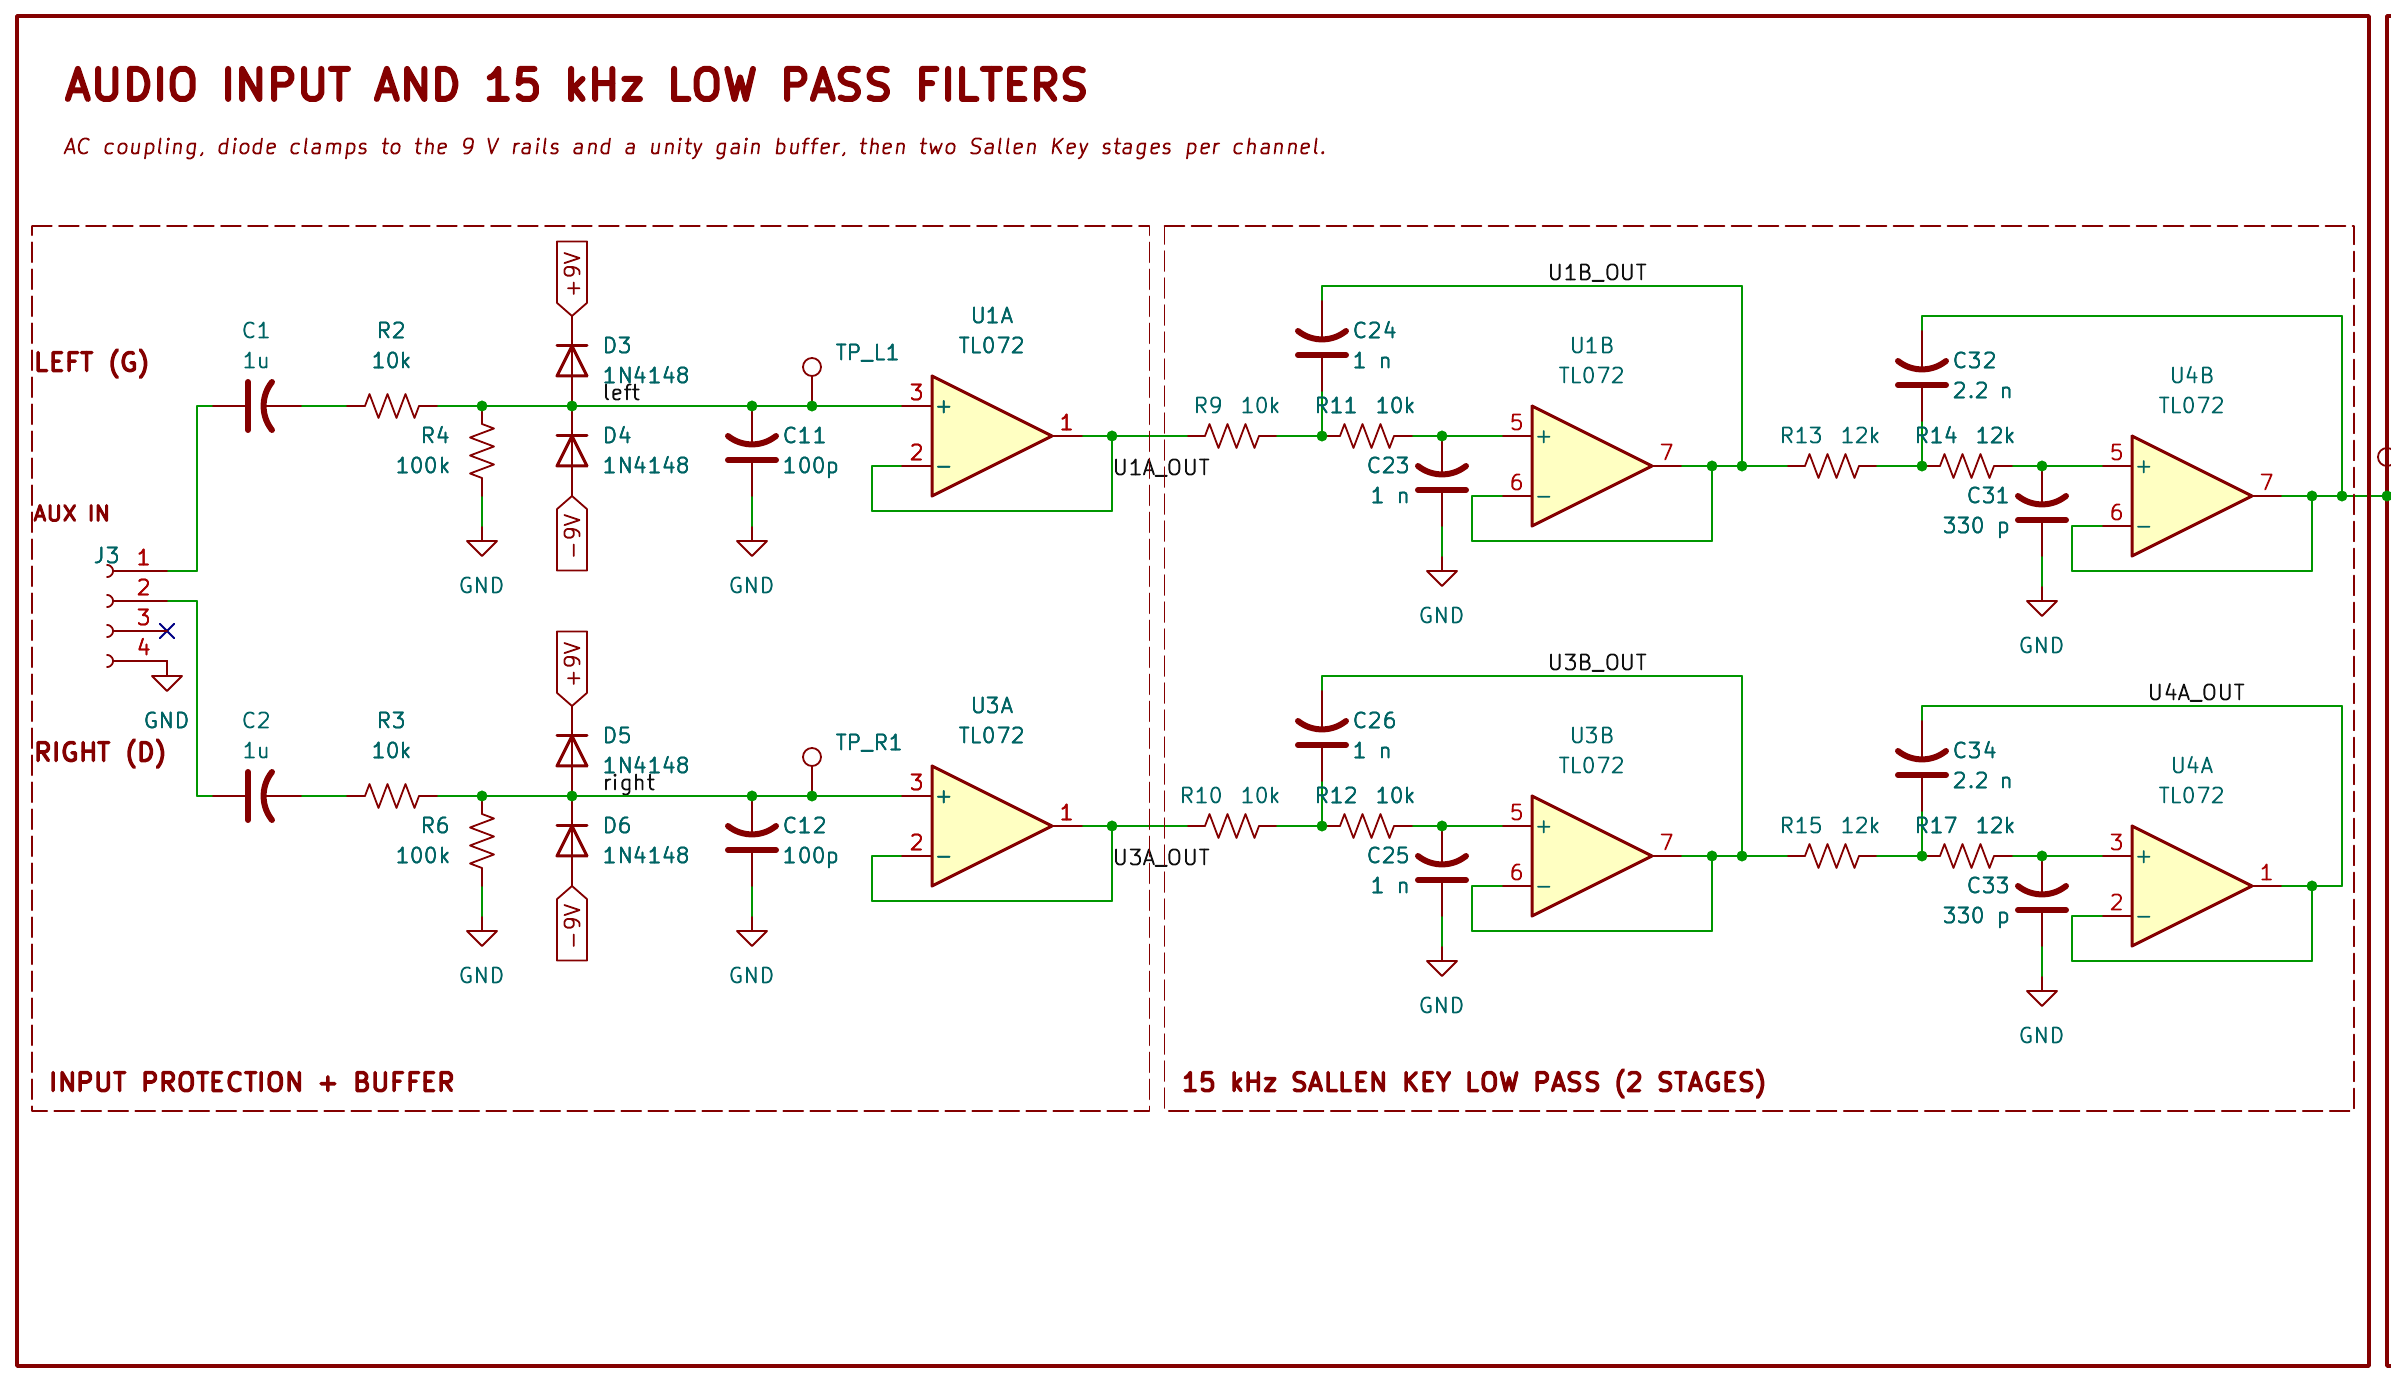 AUDIO INPUT AND 15 kHz LOW PASS FILTERS
AC coupling, diode clamps to the 9 V rails and a unity gain buffer, then two Sallen Key stages per channel.
LEFT (G)
C1
1u
R2
10k
R4
100k
+9V
D3
1N4148
left
D4
1N4148
-9V
GND
TP_L1
C11
100p
GND
U1A
TL072
3
+
2
-
1
U1A_OUT
R9 10k
C24
1 n
R11 10k
C23
1 n
GND
U1B_OUT
U1B
TL072
5
+
6
-
7
R13 12k
C32
2.2 n
R14 12k
C31
330 p
GND
U4B
TL072
5
+
6
-
7
AUX IN
J3
1
2
3
4
GND
RIGHT (D)
C2
1u
R3
10k
R6
100k
+9V
D5
1N4148
right
D6
1N4148
-9V
GND
TP_R1
C12
100p
GND
U3A
TL072
3
+
2
-
1
U3A_OUT
R10 10k
C26
1 n
R12 10k
C25
1 n
GND
U3B_OUT
U3B
TL072
5
+
6
-
7
R15 12k
C34
2.2 n
R17 12k
C33
330 p
GND
U4A_OUT
U4A
TL072
3
+
2
-
1
INPUT PROTECTION + BUFFER
15 kHz SALLEN KEY LOW PASS (2 STAGES)